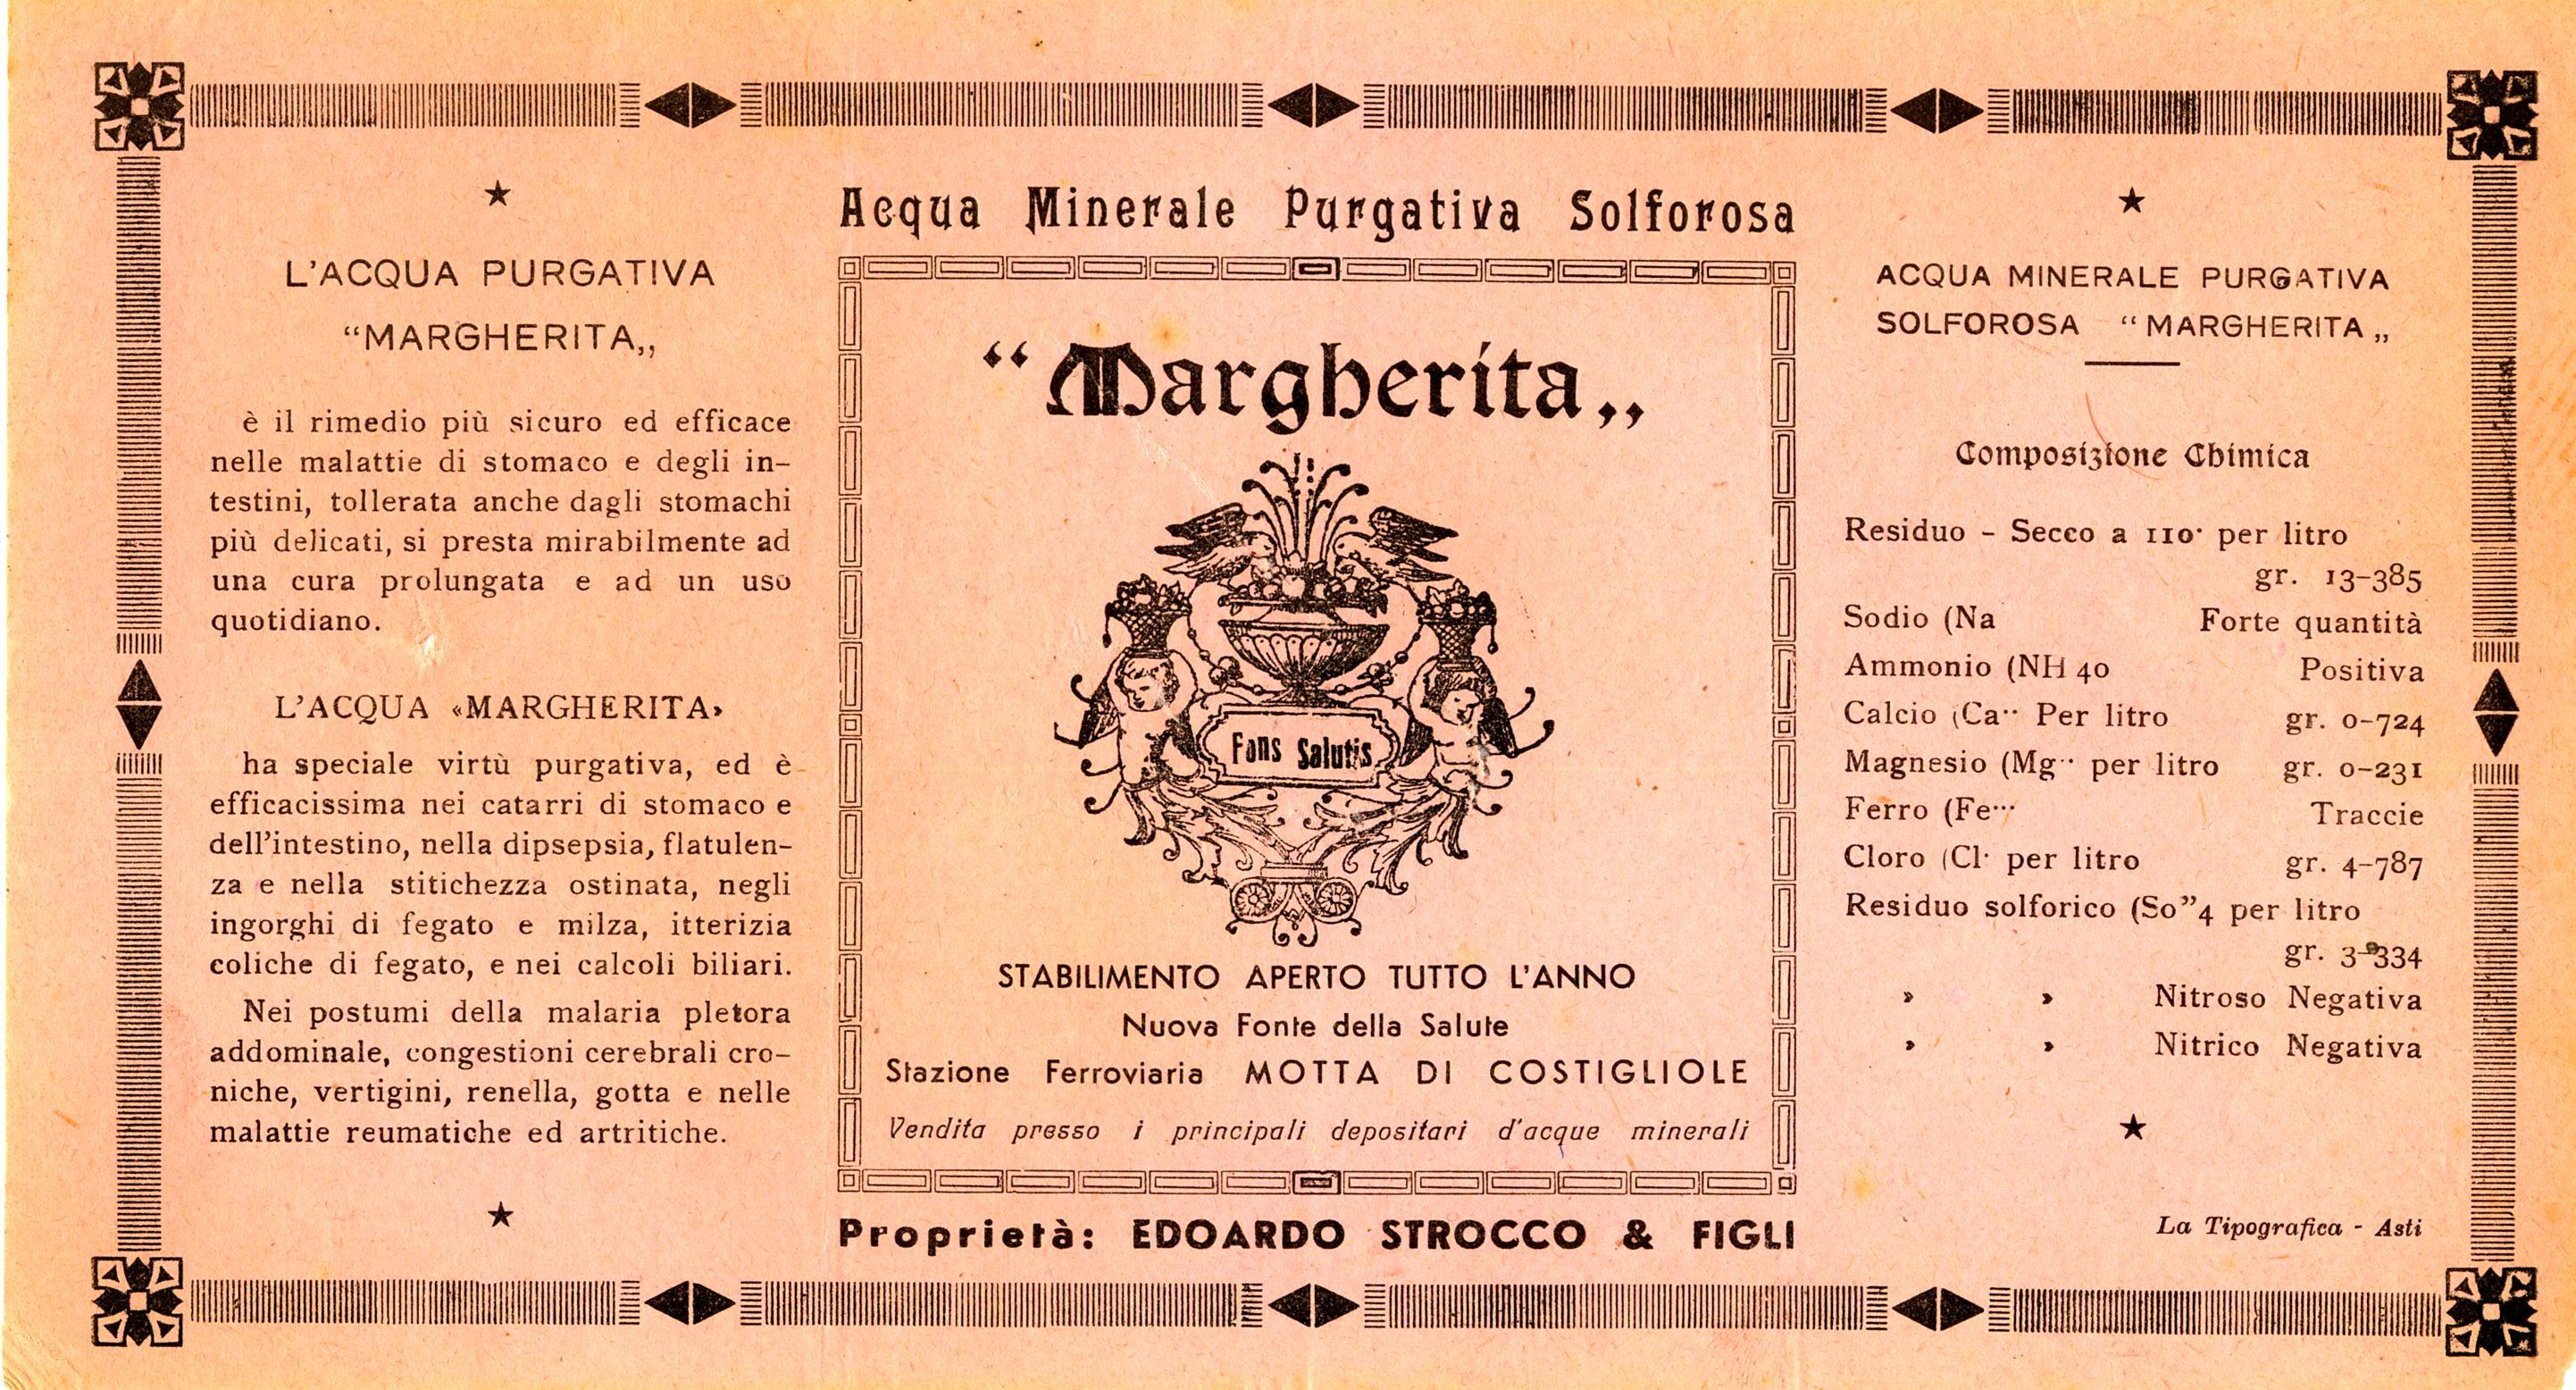 ★
L'ACQUA PURGATIVA
“MARGHERITA„
è il rimedio più sicuro ed efficace
nelle malattie di stomaco e degli in-
testini, tollerata anche dagli stomachi
più delicati, si presta mirabilmente ad
una cura prolungata e ad un uso
quotidiano.
L'ACQUA «MARGHERITA»
ha speciale virtù purgativa, ed è
efficacissima nei catarri di stomaco e
dell'intestino, nella dipsepsia, flatulen-
za e nella stitichezza ostinata, negli
ingorghi di fegato e milza, itterizia
coliche di fegato, e nei calcoli biliari.
Nei postumi della malaria pletora
addominale, congestioni cerebrali cro-
niche, vertigini, renella, gotta e nelle
malattie reumatiche ed artritiche.
★
Acqua Minerale Purgativa Solforosa
“Margherita„
Fons Salutis
STABILIMENTO APERTO TUTTO L'ANNO
Nuova Fonte della Salute
Stazione Ferroviaria MOTTA DI COSTIGLIOLE
Vendita presso i principali depositari d'acque minerali
Proprietà: EDOARDO STROCCO & FIGLI
★
ACQUA MINERALE PURGATIVA
SOLFOROSA “MARGHERITA„
Composizione Chimica
Residuo - Secco a 110· per litro
gr. 13-385
Sodio (Na Forte quantità
Ammonio (NH 40 Positiva
Calcio (Ca·· Per litro gr. 0-724
Magnesio (Mg·· per litro gr. 0-231
Ferro (Fe··· Traccie
Cloro (Cl· per litro gr. 4-787
Residuo solforico (So”4 per litro
gr. 3-334
» » Nitroso Negativa
» » Nitrico Negativa
★
La Tipografica - Asti